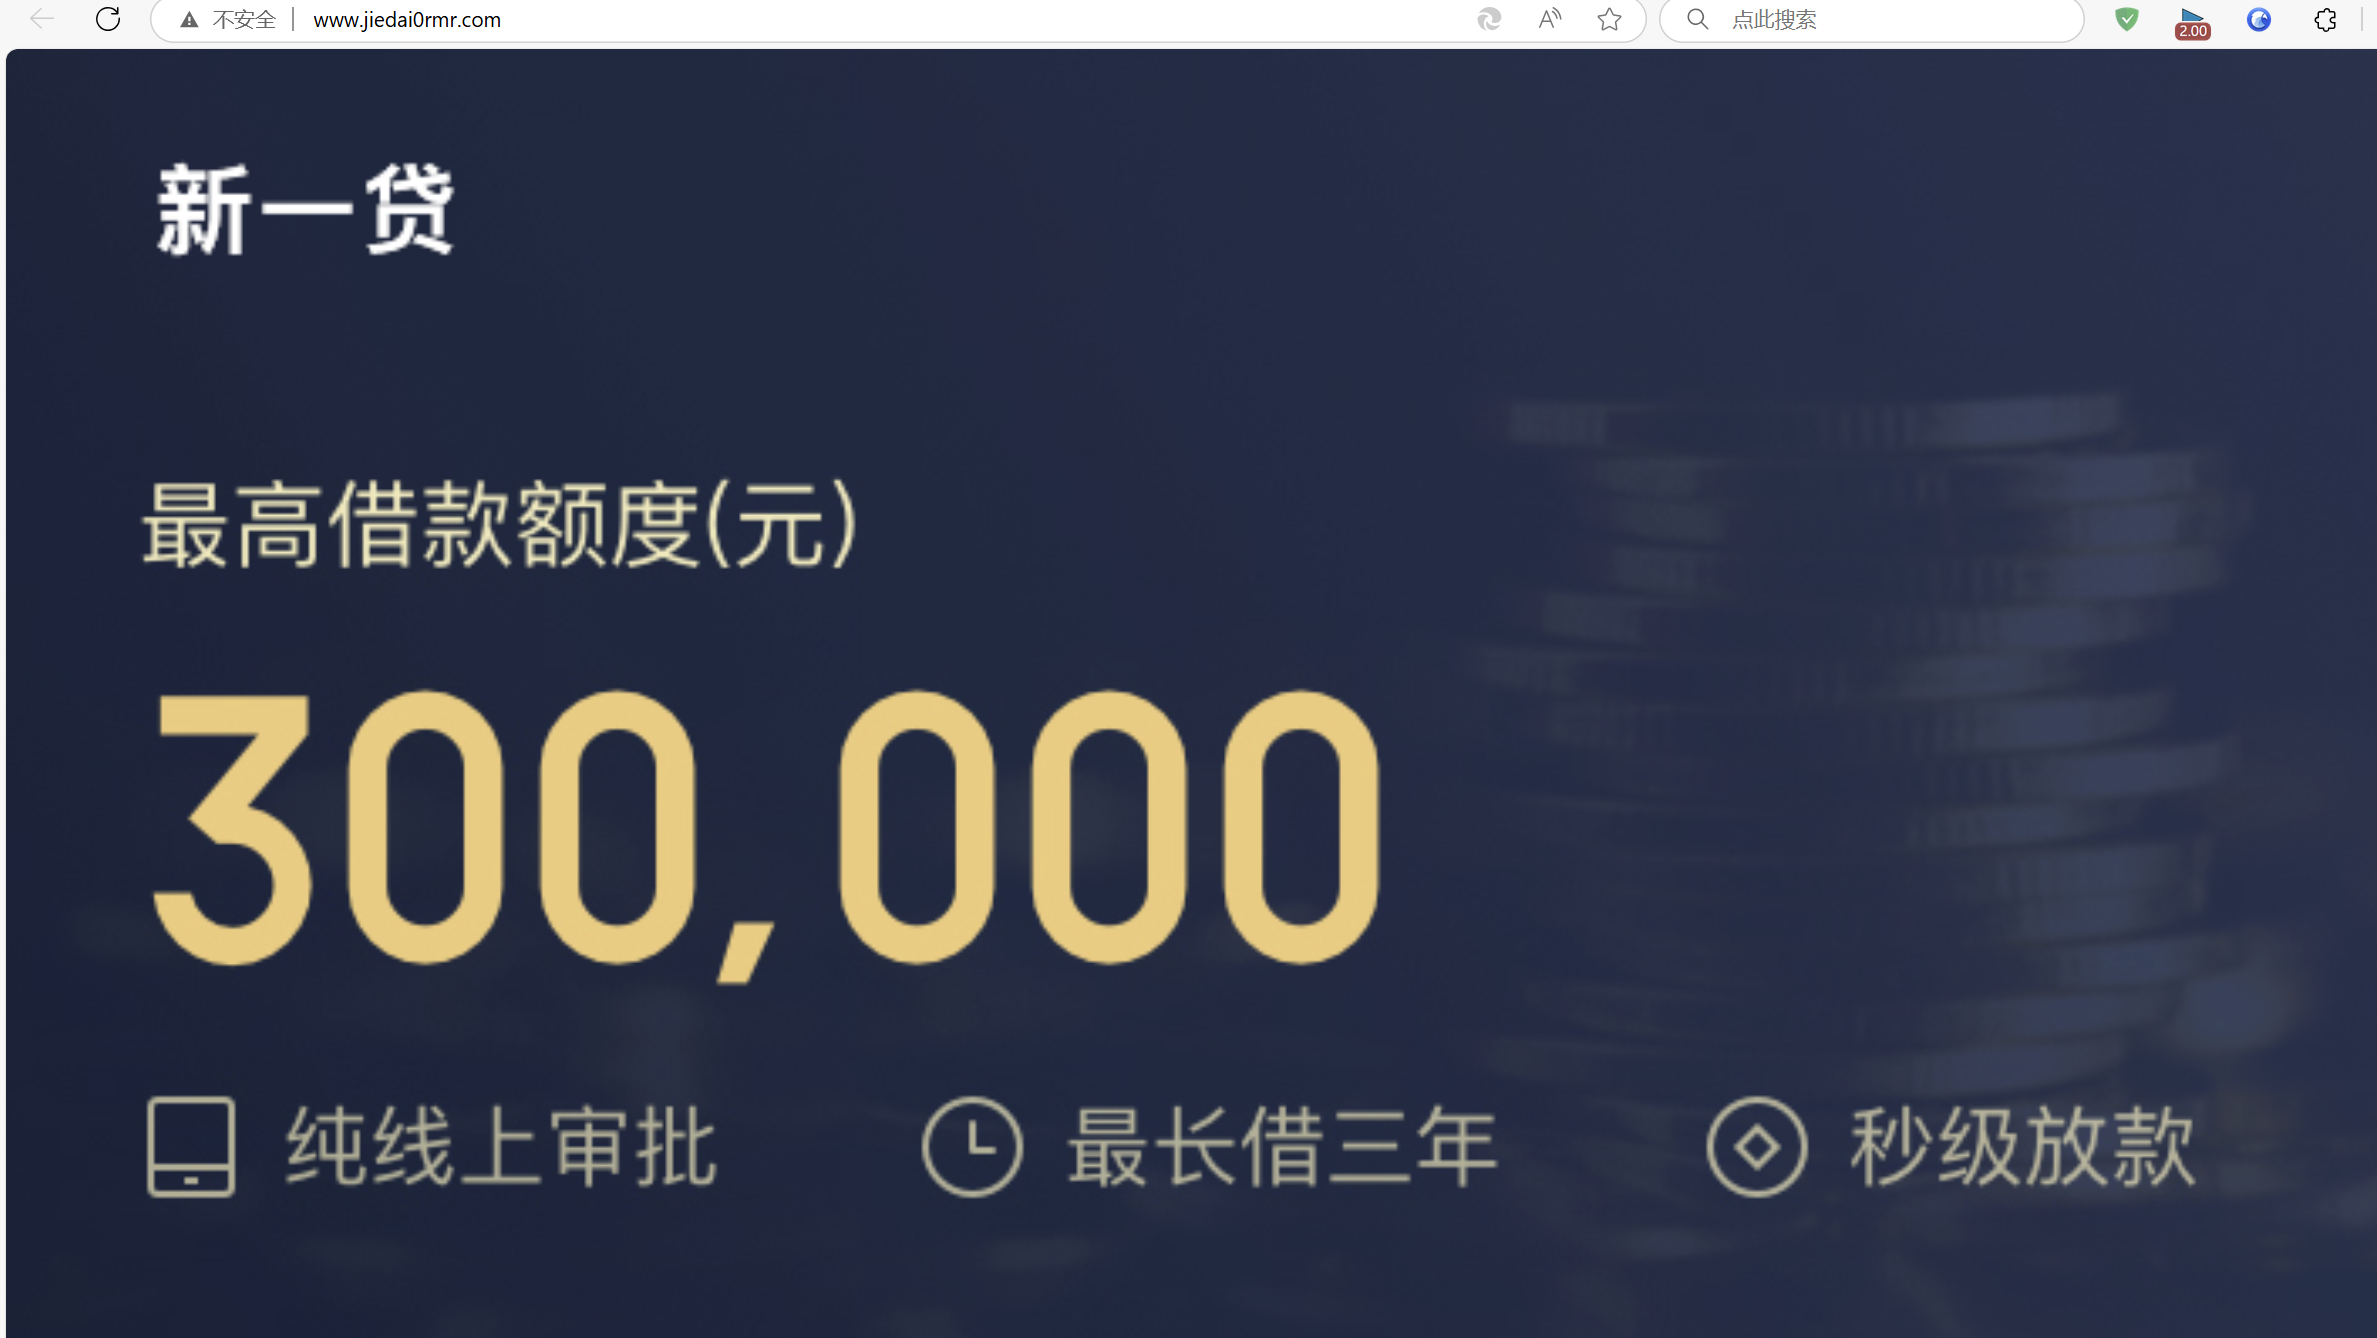 不安全 www.jiedai0rmr.com 点此搜索
2.00
新一贷
最高借款额度(元)
300,000
纯线上审批 最长借三年 秒级放款